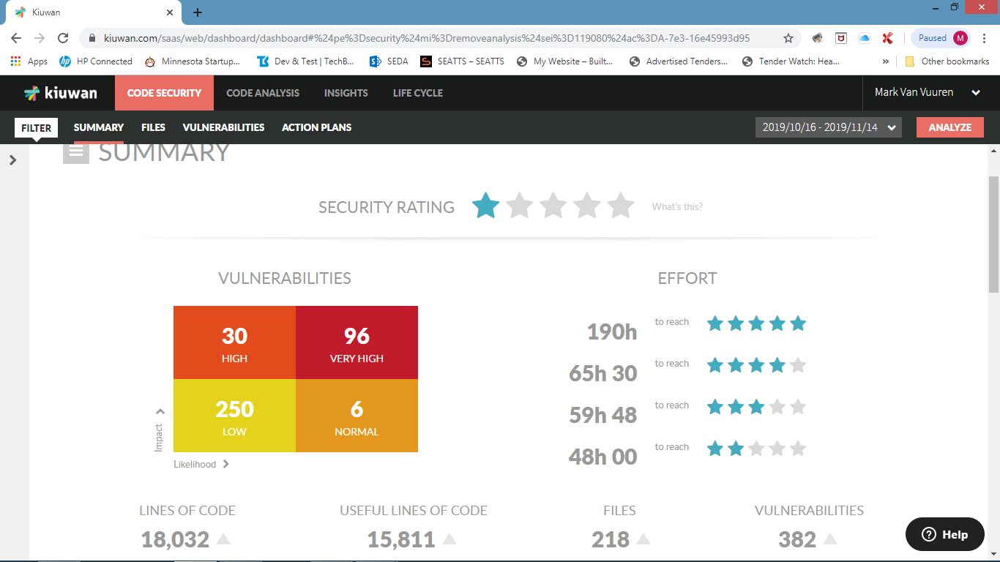 Kiuwan
kiuwan.com/saas/web/dashboard/dashboard#%24pe%3Dsecurity%24mi%3Dremoveanalysis%24sei%3D119080%24ac%3DA-7e3-16e45993d95
Paused M
Apps HP Connected Minnesota Startup... Dev & Test | TechB... SEDA SEATTS – SEATTS My Website – Built... Advertised Tenders... Tender Watch: Hea... » Other bookmarks
kiuwan CODE SECURITY CODE ANALYSIS INSIGHTS LIFE CYCLE Mark Van Vuuren
FILTER SUMMARY FILES VULNERABILITIES ACTION PLANS 2019/10/16 - 2019/11/14 ANALYZE
SUMMARY
SECURITY RATING What's this?
VULNERABILITIES
30
HIGH
96
VERY HIGH
250
LOW
6
NORMAL
Impact
Likelihood
EFFORT
190h to reach
65h 30 to reach
59h 48 to reach
48h 00 to reach
LINES OF CODE
18,032
USEFUL LINES OF CODE
15,811
FILES
218
VULNERABILITIES
382
Help